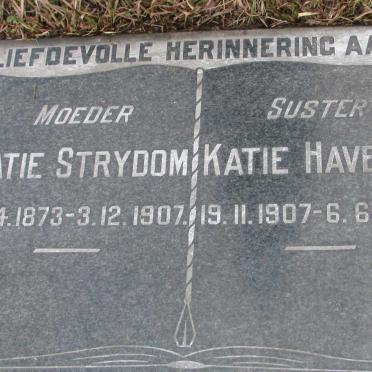 LIEFDEVOLLE HERINNERING AA
MOEDER
ATIE STRYDOM
4.1873-3.12.1907.
SUSTER
KATIE HAVE
19.11.1907-6.6